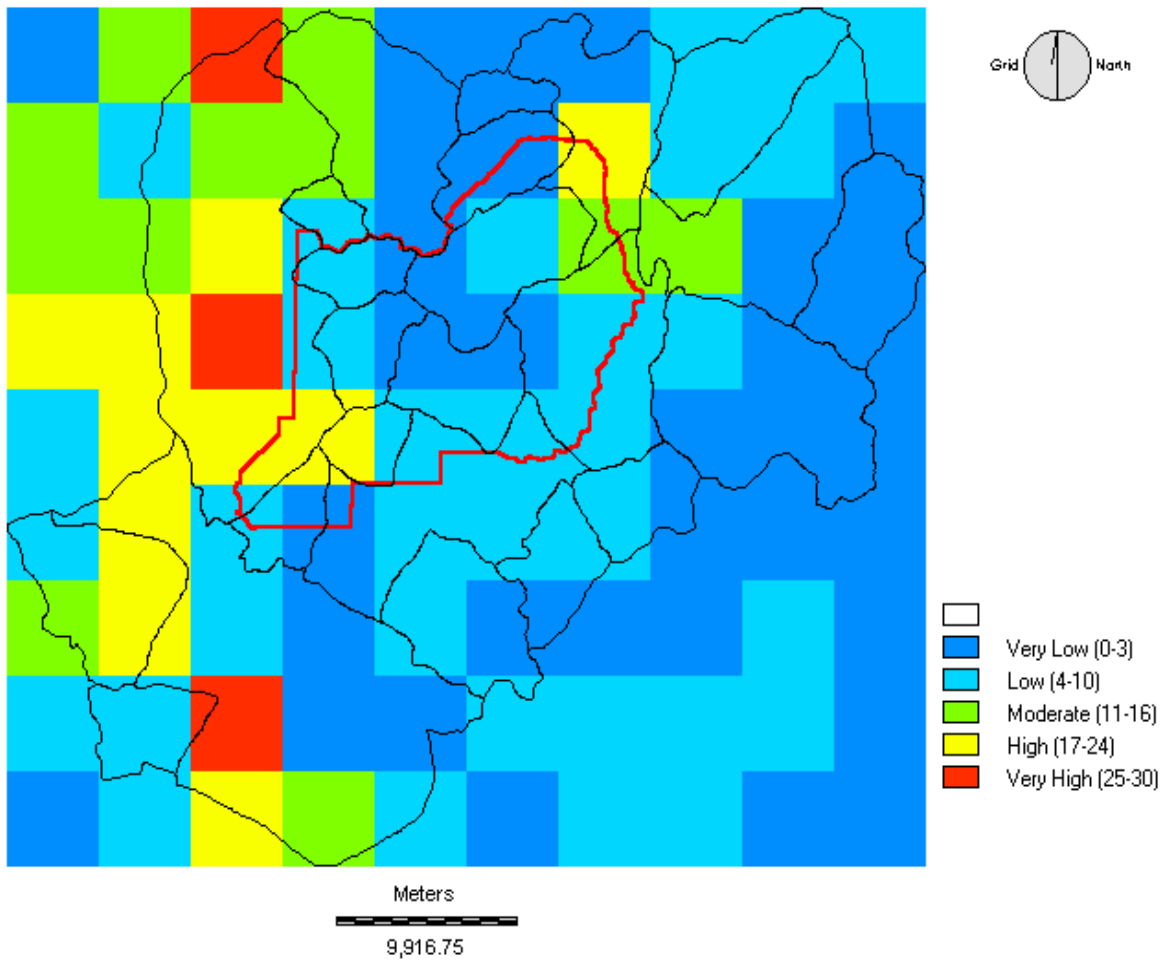 Grid North
Very Low (0-3)
Low (4-10)
Moderate (11-16)
High (17-24)
Very High (25-30)
Meters
9,916.75